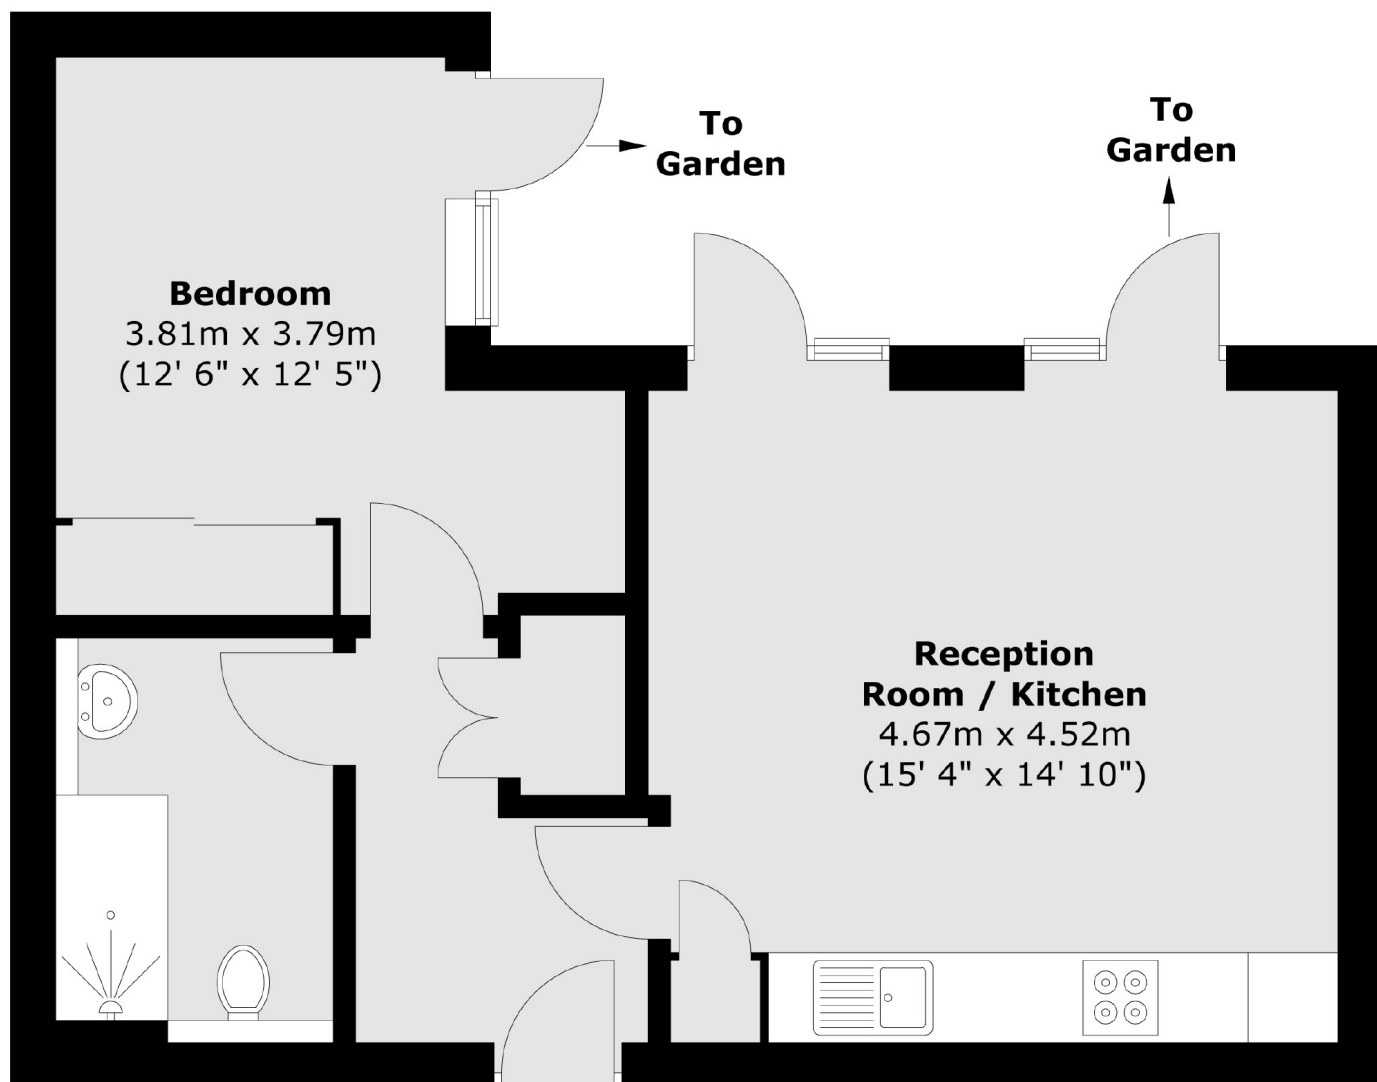 To
Garden
To
Garden
Bedroom
3.81m x 3.79m
(12' 6" x 12' 5")
Reception
Room / Kitchen
4.67m x 4.52m
(15' 4" x 14' 10")